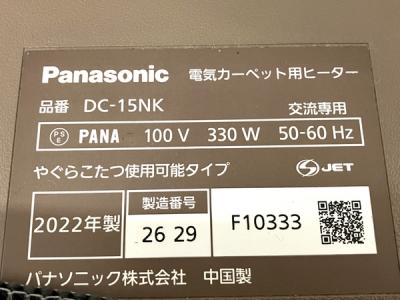 Panasonic 電気カーペット用ヒーター
品番 DC-15NK 交流専用
PS E PANA 100 V 330 W 50-60 Hz
やぐらこたつ使用可能タイプ S JET
2022年製 製造番号 26 29 F10333
パナソニック株式会社 中国製